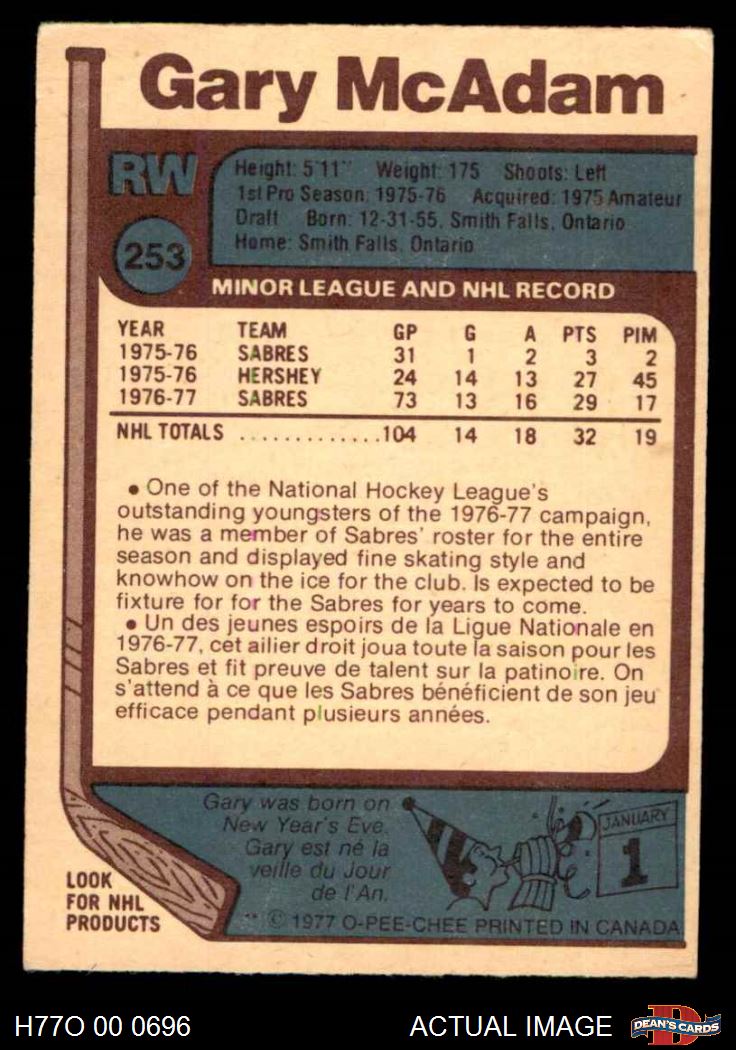 Gary McAdam
RW
253
Height: 5'11" Weight: 175 Shoots: Left
1st Pro Season: 1975-76 Acquired: 1975 Amateur
Draft Born: 12-31-55, Smith Falls, Ontario
Home: Smith Falls, Ontario
MINOR LEAGUE AND NHL RECORD
YEAR TEAM GP G A PTS PIM
1975-76 SABRES 31 1 2 3 2
1975-76 HERSHEY 24 14 13 27 45
1976-77 SABRES 73 13 16 29 17
NHL TOTALS .............104 14 18 32 19
• One of the National Hockey League's
outstanding youngsters of the 1976-77 campaign,
he was a member of Sabres' roster for the entire
season and displayed fine skating style and
knowhow on the ice for the club. Is expected to be
fixture for for the Sabres for years to come.
• Un des jeunes espoirs de la Ligue Nationale en
1976-77, cet ailier droit joua toute la saison pour les
Sabres et fit preuve de talent sur la patinoire. On
s'attend à ce que les Sabres bénéficient de son jeu
efficace pendant plusieurs années.
Gary was born on
New Year's Eve.
Gary est né la
veille du Jour
de l'An.
JANUARY
1
LOOK
FOR NHL
PRODUCTS
** © 1977 O-PEE-CHEE PRINTED IN CANADA
H77O 00 0696
ACTUAL IMAGE
D
DEAN'S CARDS